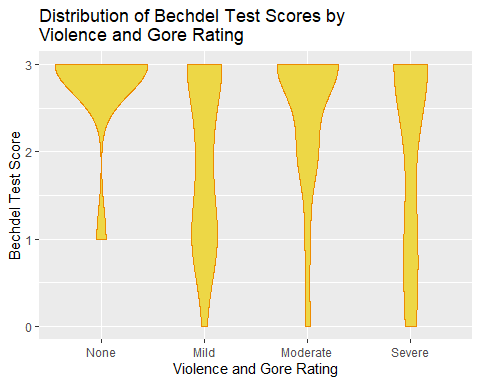 Distribution of Bechdel Test Scores by
Violence and Gore Rating
Bechdel Test Score
3
2
1
0
None Mild Moderate Severe
Violence and Gore Rating